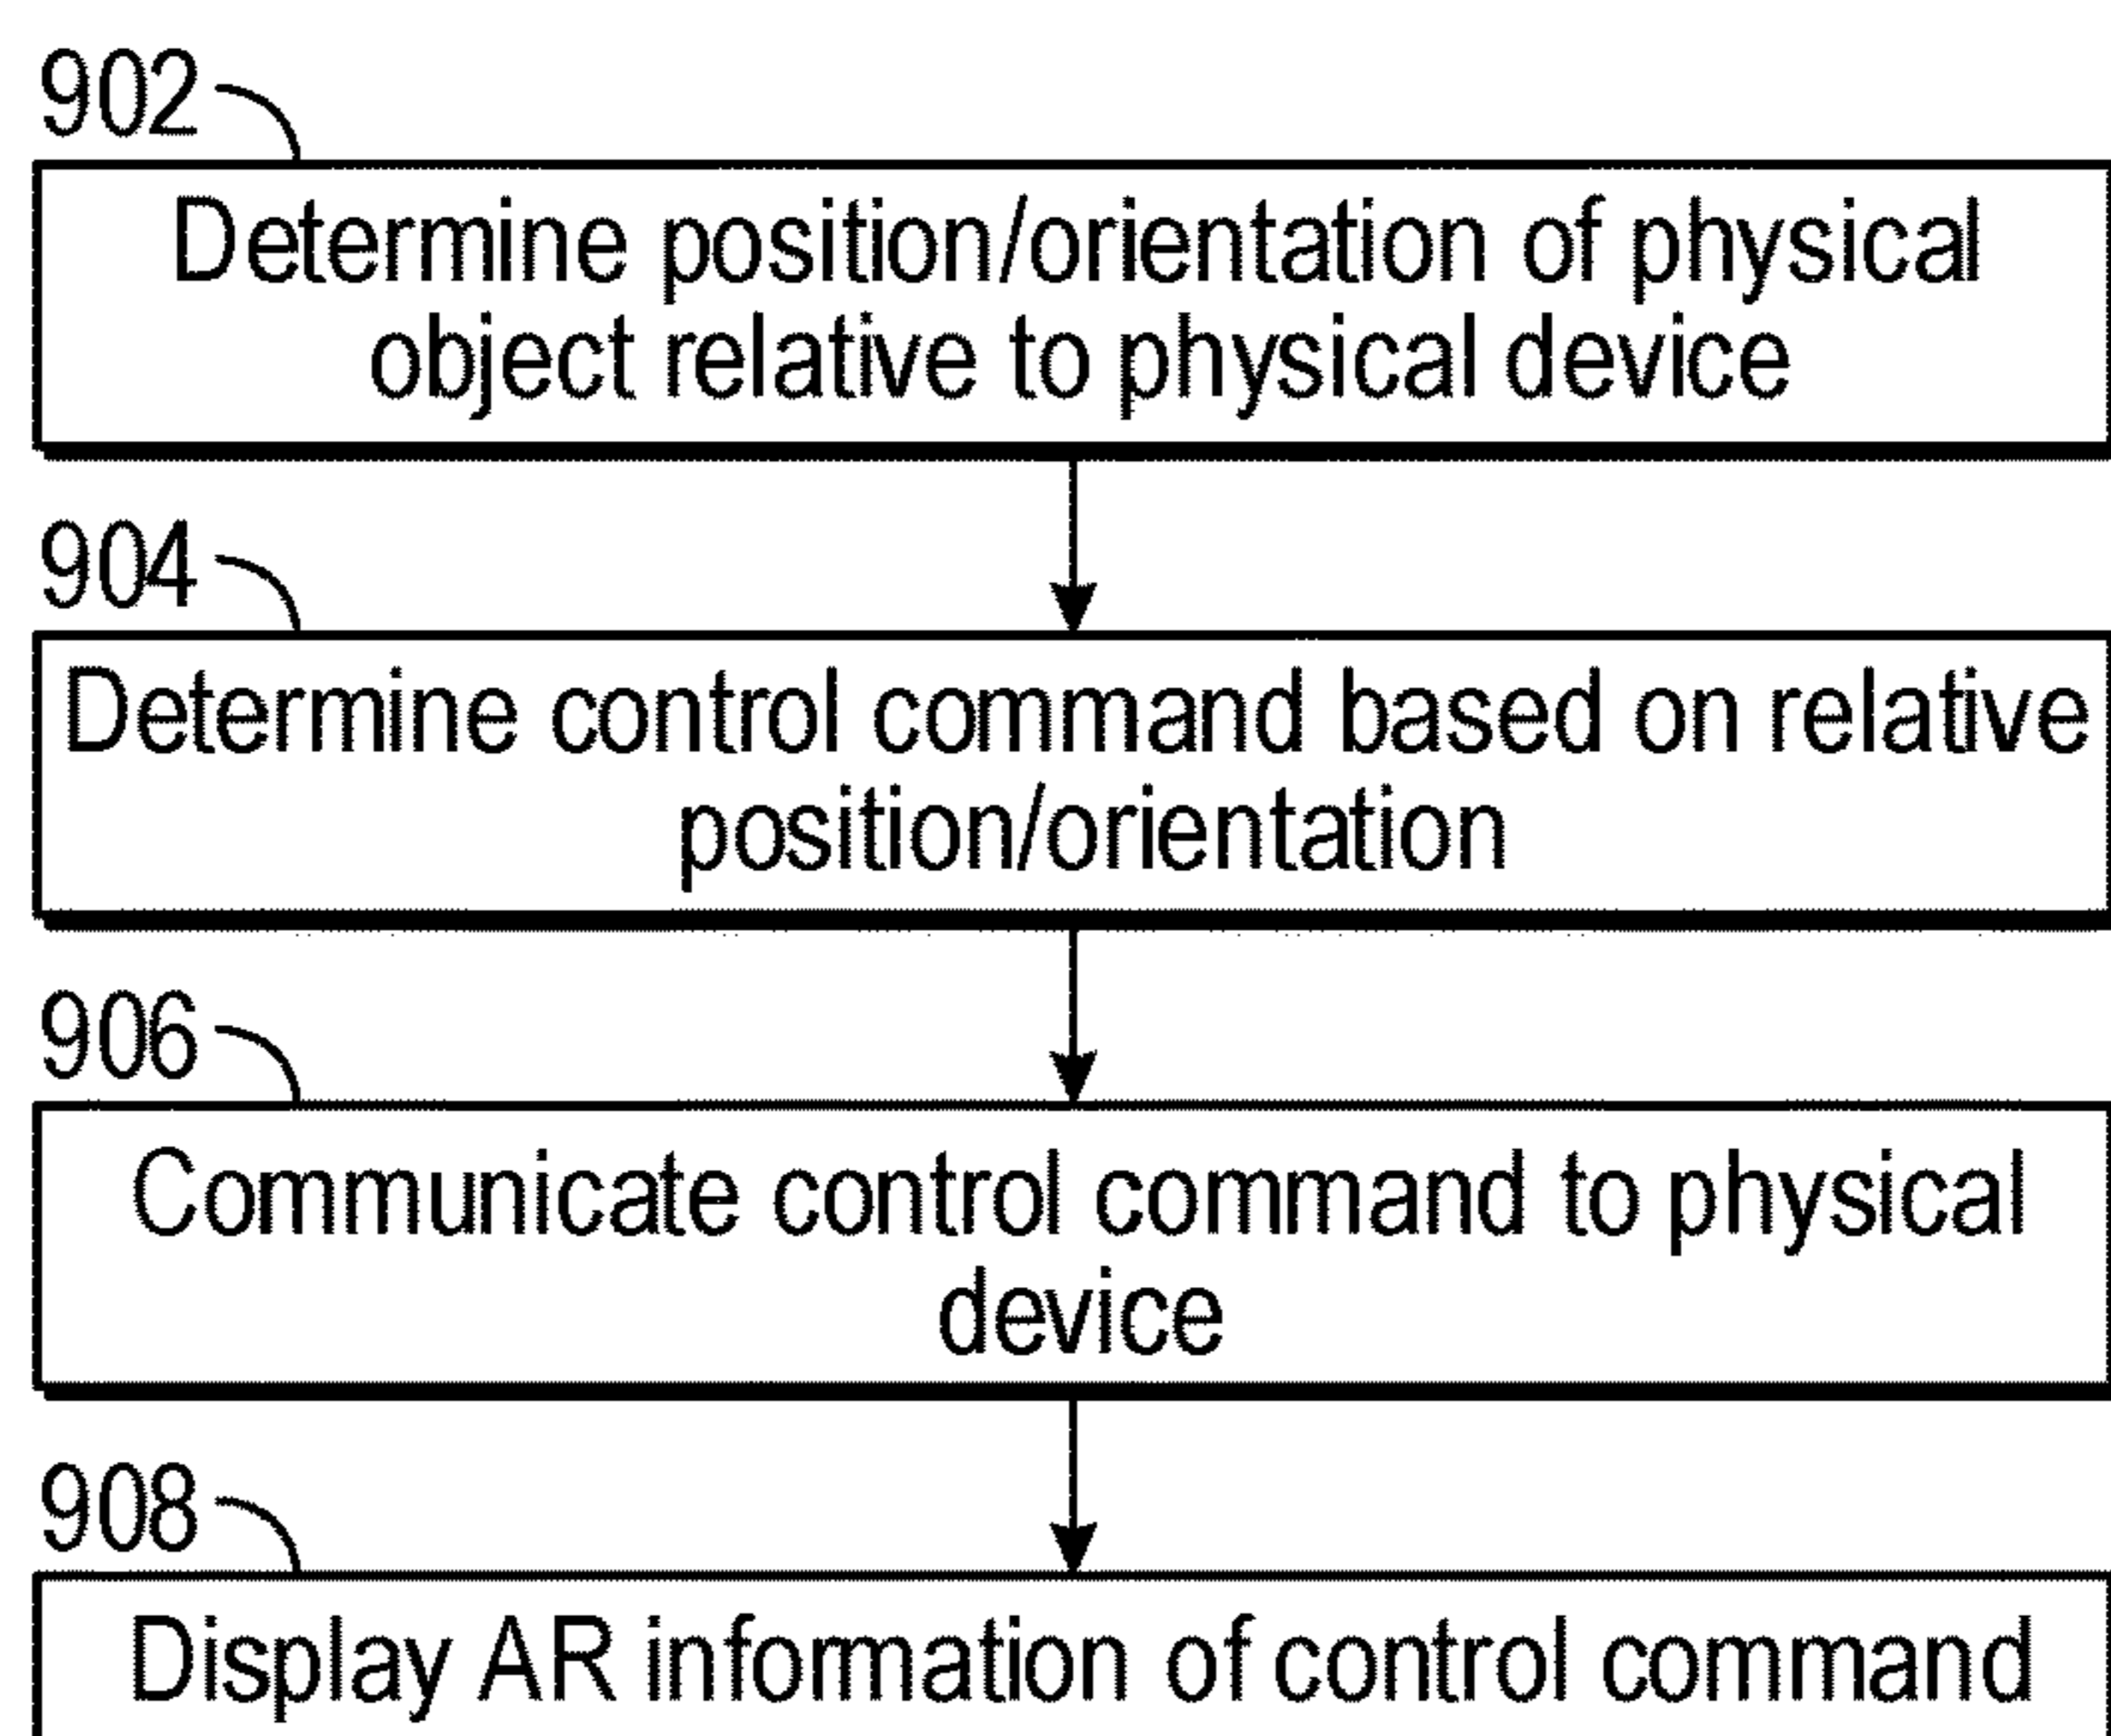 902
Determine position/orientation of physical
object relative to physical device
904
Determine control command based on relative
position/orientation
906
Communicate control command to physical
device
908
Display AR information of control command